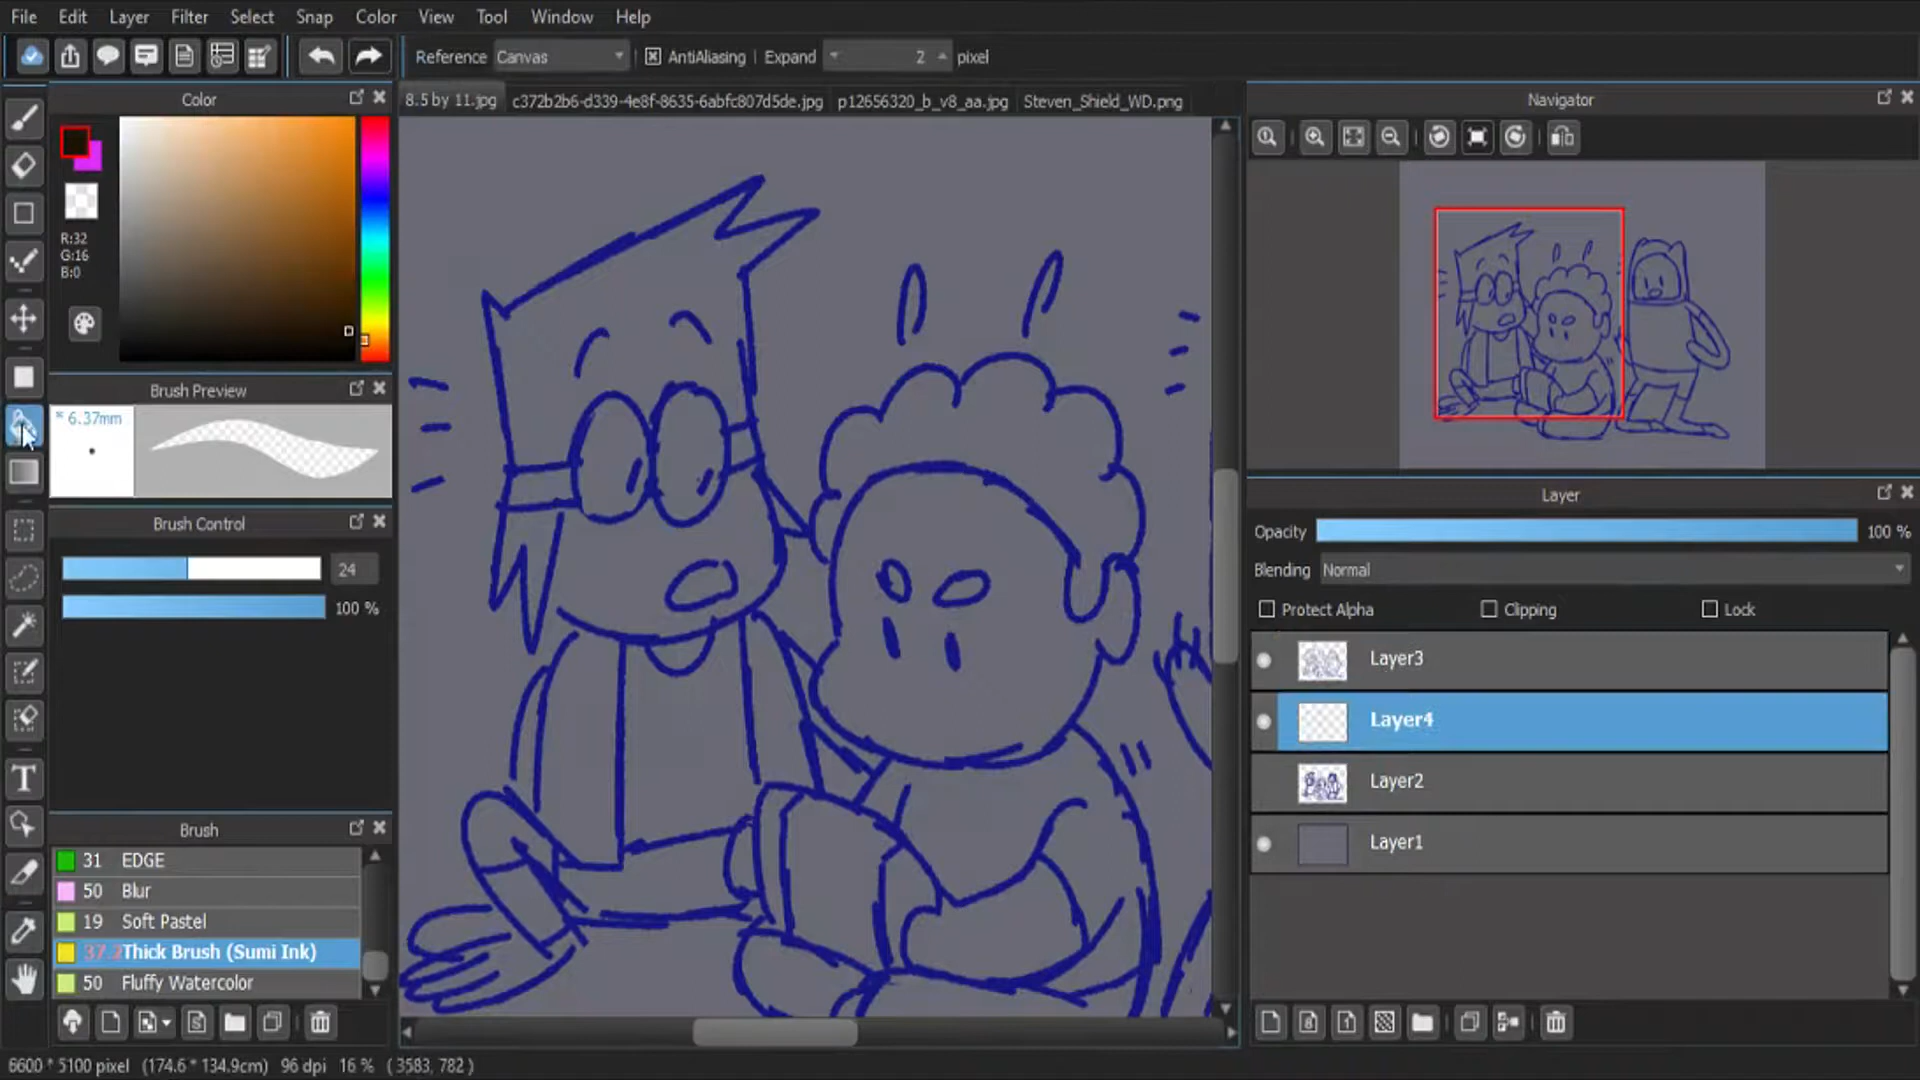 File Edit Layer Filter Select Snap Color View Tool Window Help
Reference Canvas AntiAliasing Expand 2 pixel
8.5 by 11.jpg c372b2b6-d339-4e8f-8635-6abfc807d5de.jpg p12656320_b_v8_aa.jpg Steven_Shield_WD.png
Color
R:32
G:16
B:0
Brush Preview
* 6.37mm
Brush Control
24
100 %
Brush
31 EDGE
50 Blur
19 Soft Pastel
37.2 Thick Brush (Sumi Ink)
50 Fluffy Watercolor
Navigator
Layer
Opacity 100 %
Blending Normal
Protect Alpha Clipping Lock
Layer3
Layer4
Layer2
Layer1
6600 * 5100 pixel (174.6 * 134.9cm) 96 dpi 16 % ( 3583, 782 )